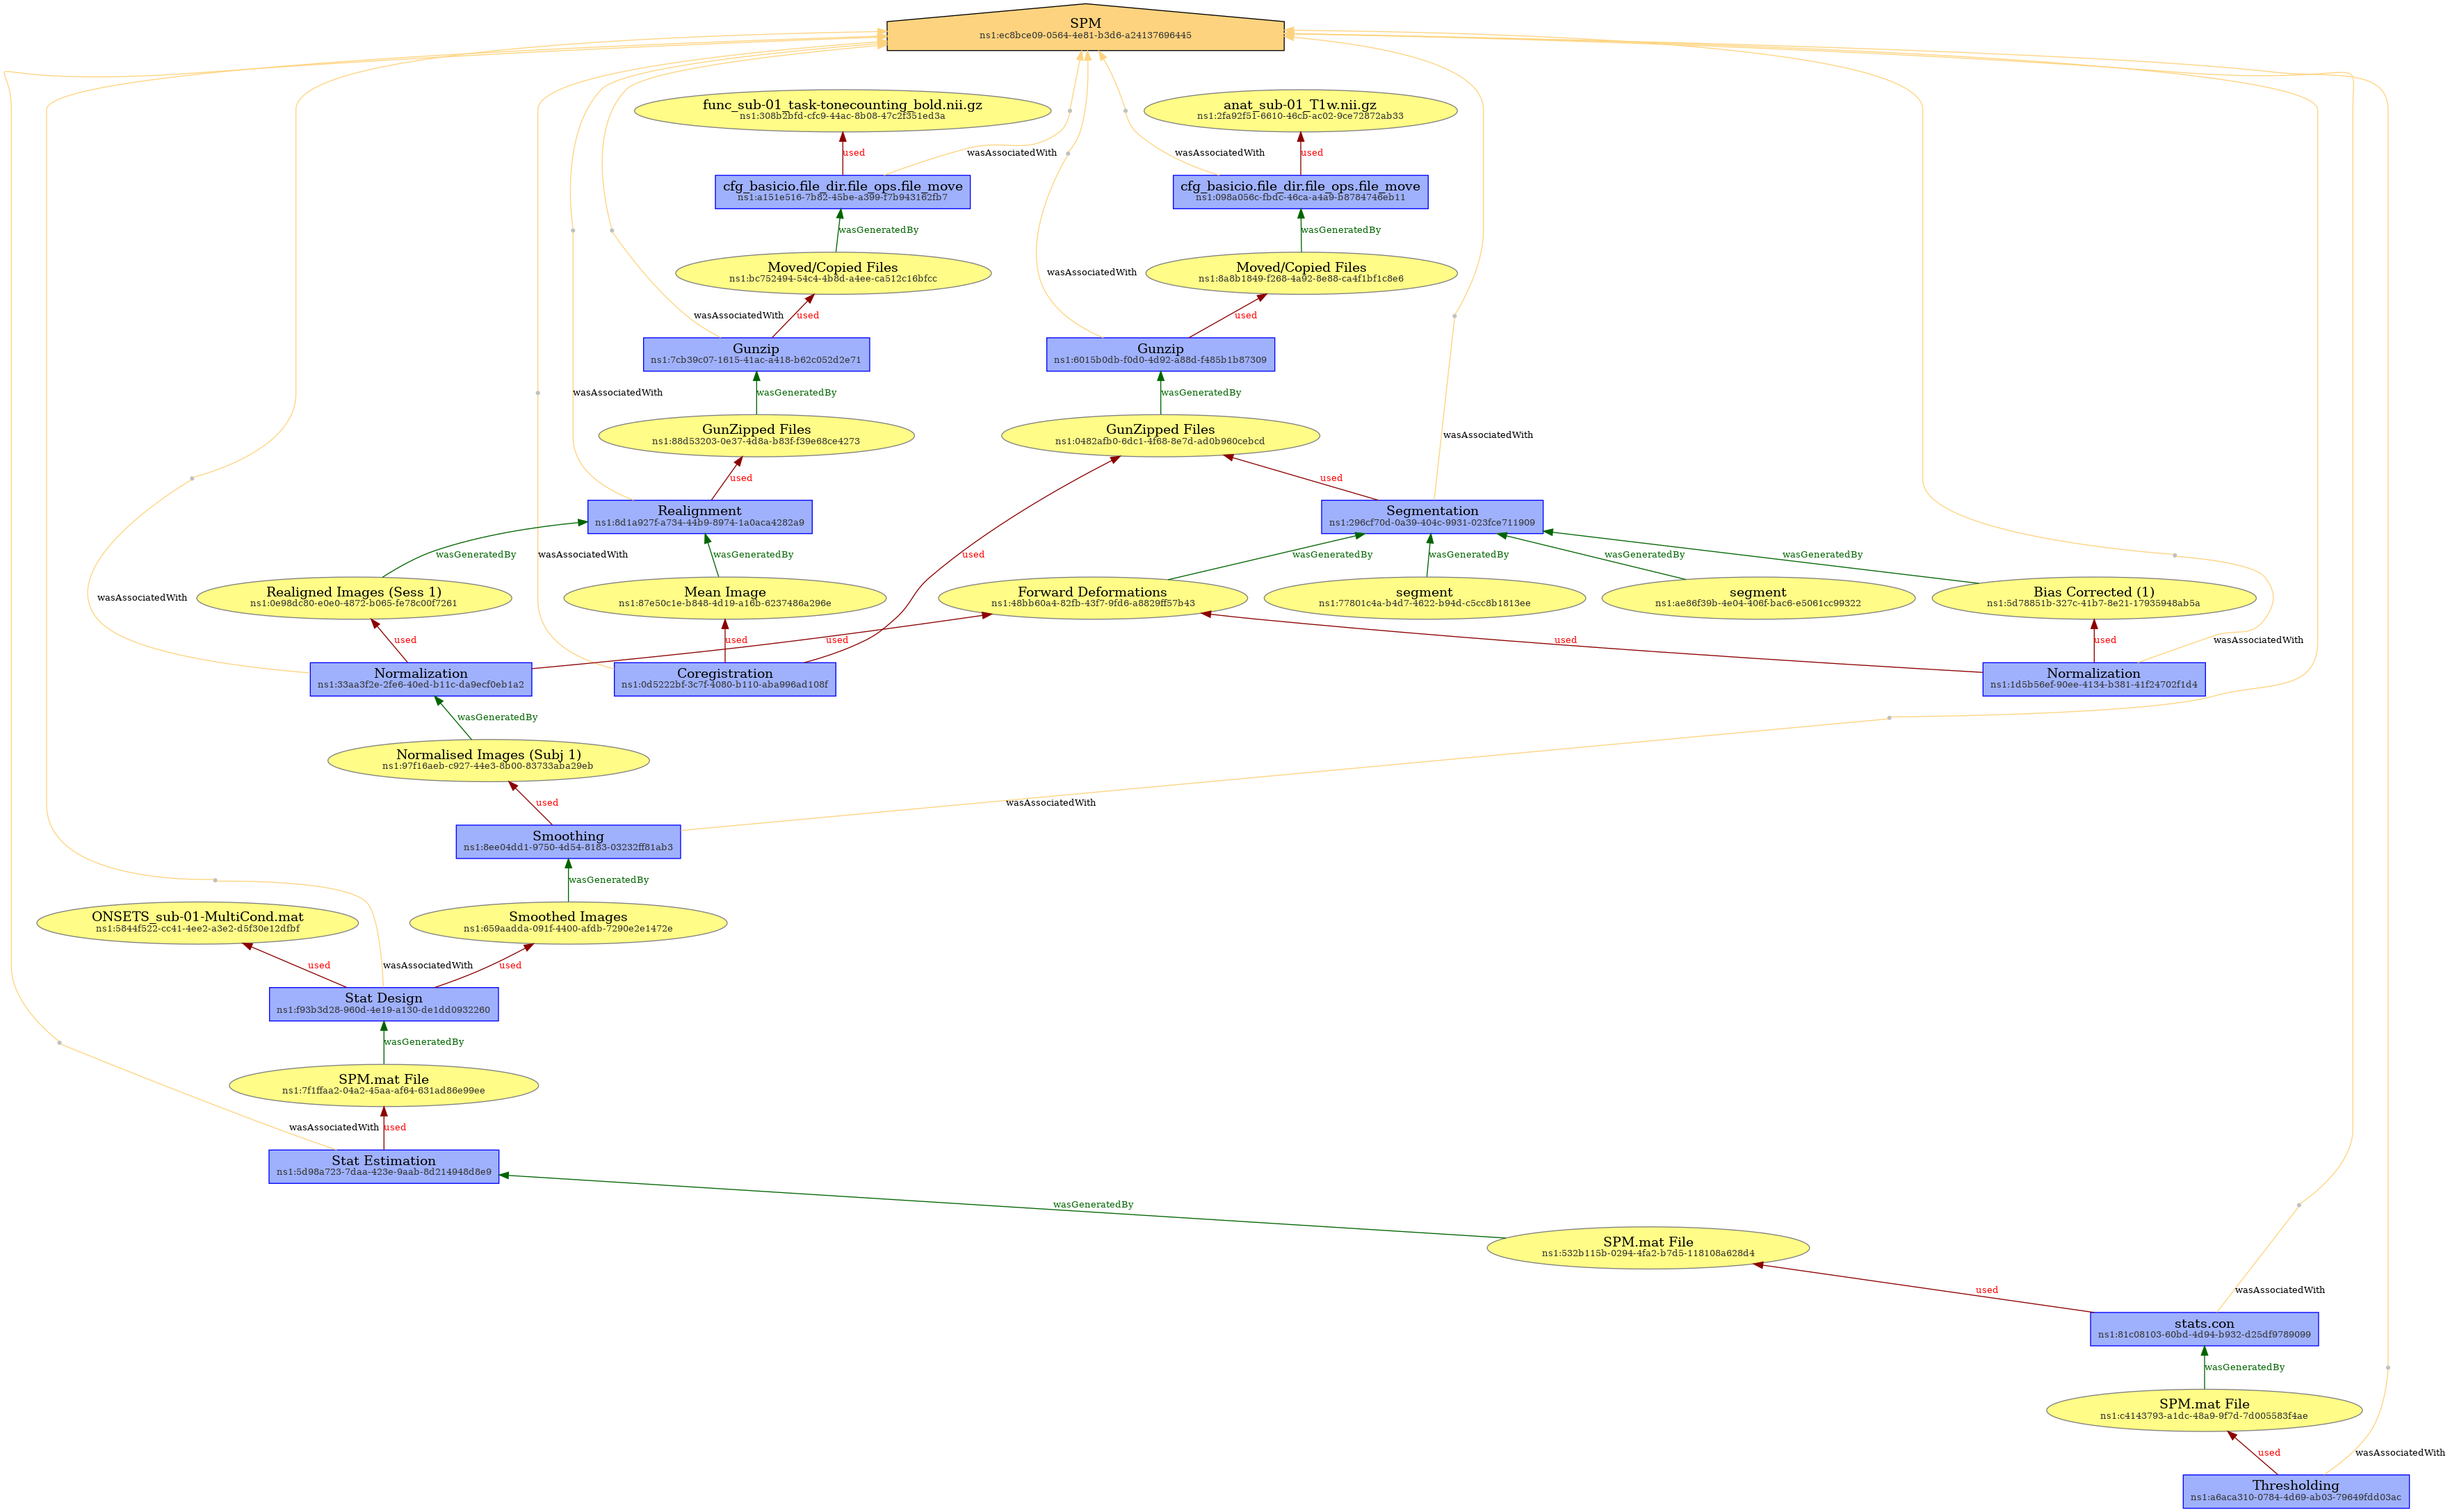 SPM
ns1:ec8bce09-0564-4e81-b3d6-a24137696445
func_sub-01_task-tonecounting_bold.nii.gz
ns1:308b2bfd-cfc9-44ac-8b08-47c2f351ed3a
anat_sub-01_T1w.nii.gz
ns1:2fa92f51-6610-46cb-ac02-9ce72872ab33
used
wasAssociatedWith
wasAssociatedWith
used
cfg_basicio.file_dir.file_ops.file_move
ns1:a151e516-7b82-45be-a399-f7b943162fb7
cfg_basicio.file_dir.file_ops.file_move
ns1:098a056c-fbdc-46ca-a4a9-b8784746eb11
wasGeneratedBy
wasGeneratedBy
Moved/Copied Files
ns1:bc752494-54c4-4b8d-a4ee-ca512c16bfcc
wasAssociatedWith
Moved/Copied Files
ns1:8a8b1849-f268-4a92-8e88-ca4f1bf1c8e6
wasAssociatedWith
used
used
Gunzip
ns1:7cb39c07-1615-41ac-a418-b62c052d2e71
Gunzip
ns1:6015b0db-f0d0-4d92-a88d-f485b1b87309
wasAssociatedWith
wasGeneratedBy
wasGeneratedBy
GunZipped Files
ns1:88d53203-0e37-4d8a-b83f-f39e68ce4273
GunZipped Files
ns1:0482afb0-6dc1-4f68-8e7d-ad0b960cebcd
wasAssociatedWith
used
used
Realignment
ns1:8d1a927f-a734-44b9-8974-1a0aca4282a9
Segmentation
ns1:296cf70d-0a39-404c-9931-023fce711909
wasGeneratedBy
wasAssociatedWith
wasGeneratedBy
used
wasGeneratedBy
wasGeneratedBy
wasGeneratedBy
wasGeneratedBy
Realigned Images (Sess 1)
ns1:0e98dc80-e0e0-4872-b065-fe78c00f7261
Mean Image
ns1:87e50c1e-b848-4d19-a16b-6237486a296e
Forward Deformations
ns1:48bb60a4-82fb-43f7-9fd6-a8829ff57b43
segment
ns1:77801c4a-b4d7-4622-b94d-c5cc8b1813ee
segment
ns1:ae86f39b-4e04-406f-bac6-e5061cc99322
Bias Corrected (1)
ns1:5d78851b-327c-41b7-8e21-17935948ab5a
wasAssociatedWith
used
used
used
used
used
wasAssociatedWith
Normalization
ns1:33aa3f2e-2fe6-40ed-b11c-da9ecf0eb1a2
Coregistration
ns1:0d5222bf-3c7f-4080-b110-aba996ad108f
Normalization
ns1:1d5b56ef-90ee-4134-b381-41f24702f1d4
wasGeneratedBy
Normalised Images (Subj 1)
ns1:97f16aeb-c927-44e3-8b00-83733aba29eb
used
wasAssociatedWith
Smoothing
ns1:8ee04dd1-9750-4d54-8183-03232ff81ab3
wasGeneratedBy
ONSETS_sub-01-MultiCond.mat
ns1:5844f522-cc41-4ee2-a3e2-d5f30e12dfbf
Smoothed Images
ns1:659aadda-091f-4400-afdb-7290e2e1472e
used
wasAssociatedWith
used
Stat Design
ns1:f93b3d28-960d-4e19-a130-de1dd0932260
wasGeneratedBy
SPM.mat File
ns1:7f1ffaa2-04a2-45aa-af64-631ad86e99ee
wasAssociatedWith
used
Stat Estimation
ns1:5d98a723-7daa-423e-9aab-8d214948d8e9
wasGeneratedBy
SPM.mat File
ns1:532b115b-0294-4fa2-b7d5-118108a628d4
used
wasAssociatedWith
stats.con
ns1:81c08103-60bd-4d94-b932-d25df9789099
wasGeneratedBy
SPM.mat File
ns1:c4143793-a1dc-48a9-9f7d-7d005583f4ae
used
wasAssociatedWith
Thresholding
ns1:a6aca310-0784-4d69-ab03-79649fdd03ac